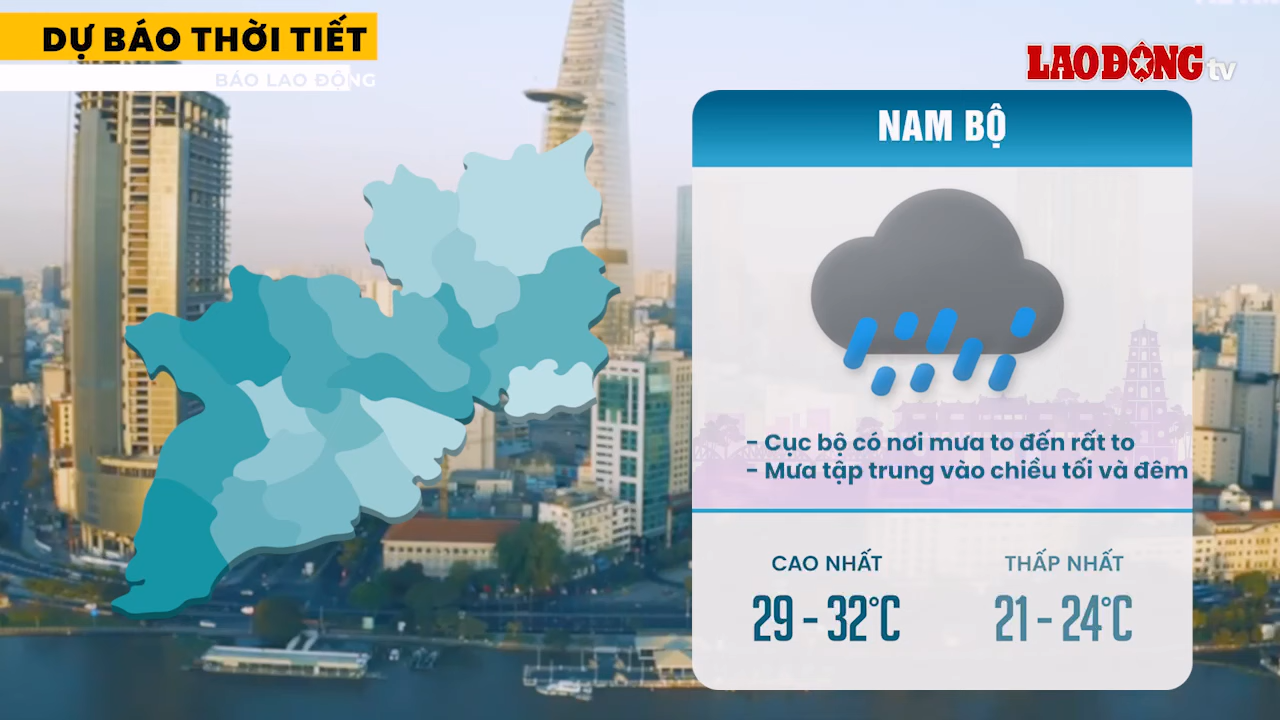 DỰ BÁO THỜI TIẾT
BÁO LAO ĐỘNG
LAO ĐỘNG tv
NAM BỘ
- Cục bộ có nơi mưa to đến rất to
- Mưa tập trung vào chiều tối và đêm
CAO NHẤT
THẤP NHẤT
29 - 32°C
21 - 24°C